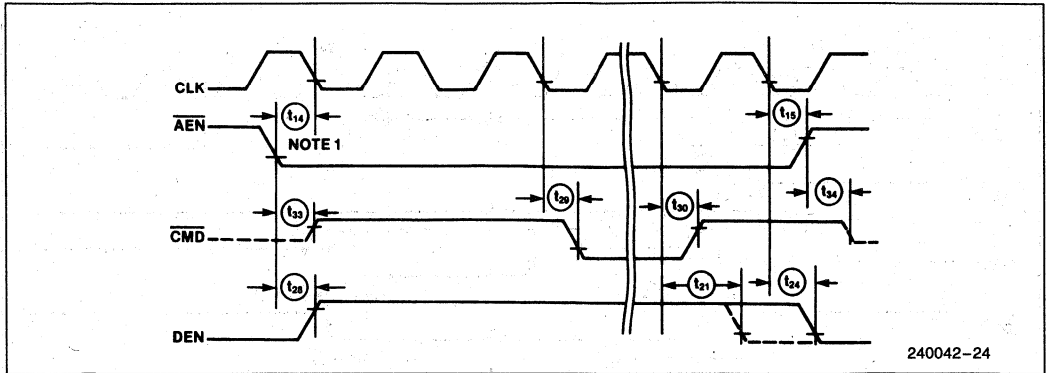 CLK
AEN
t14
NOTE 1
t15
t29
t30
t34
t33
CMD
t28
t21
t24
DEN
240042–24